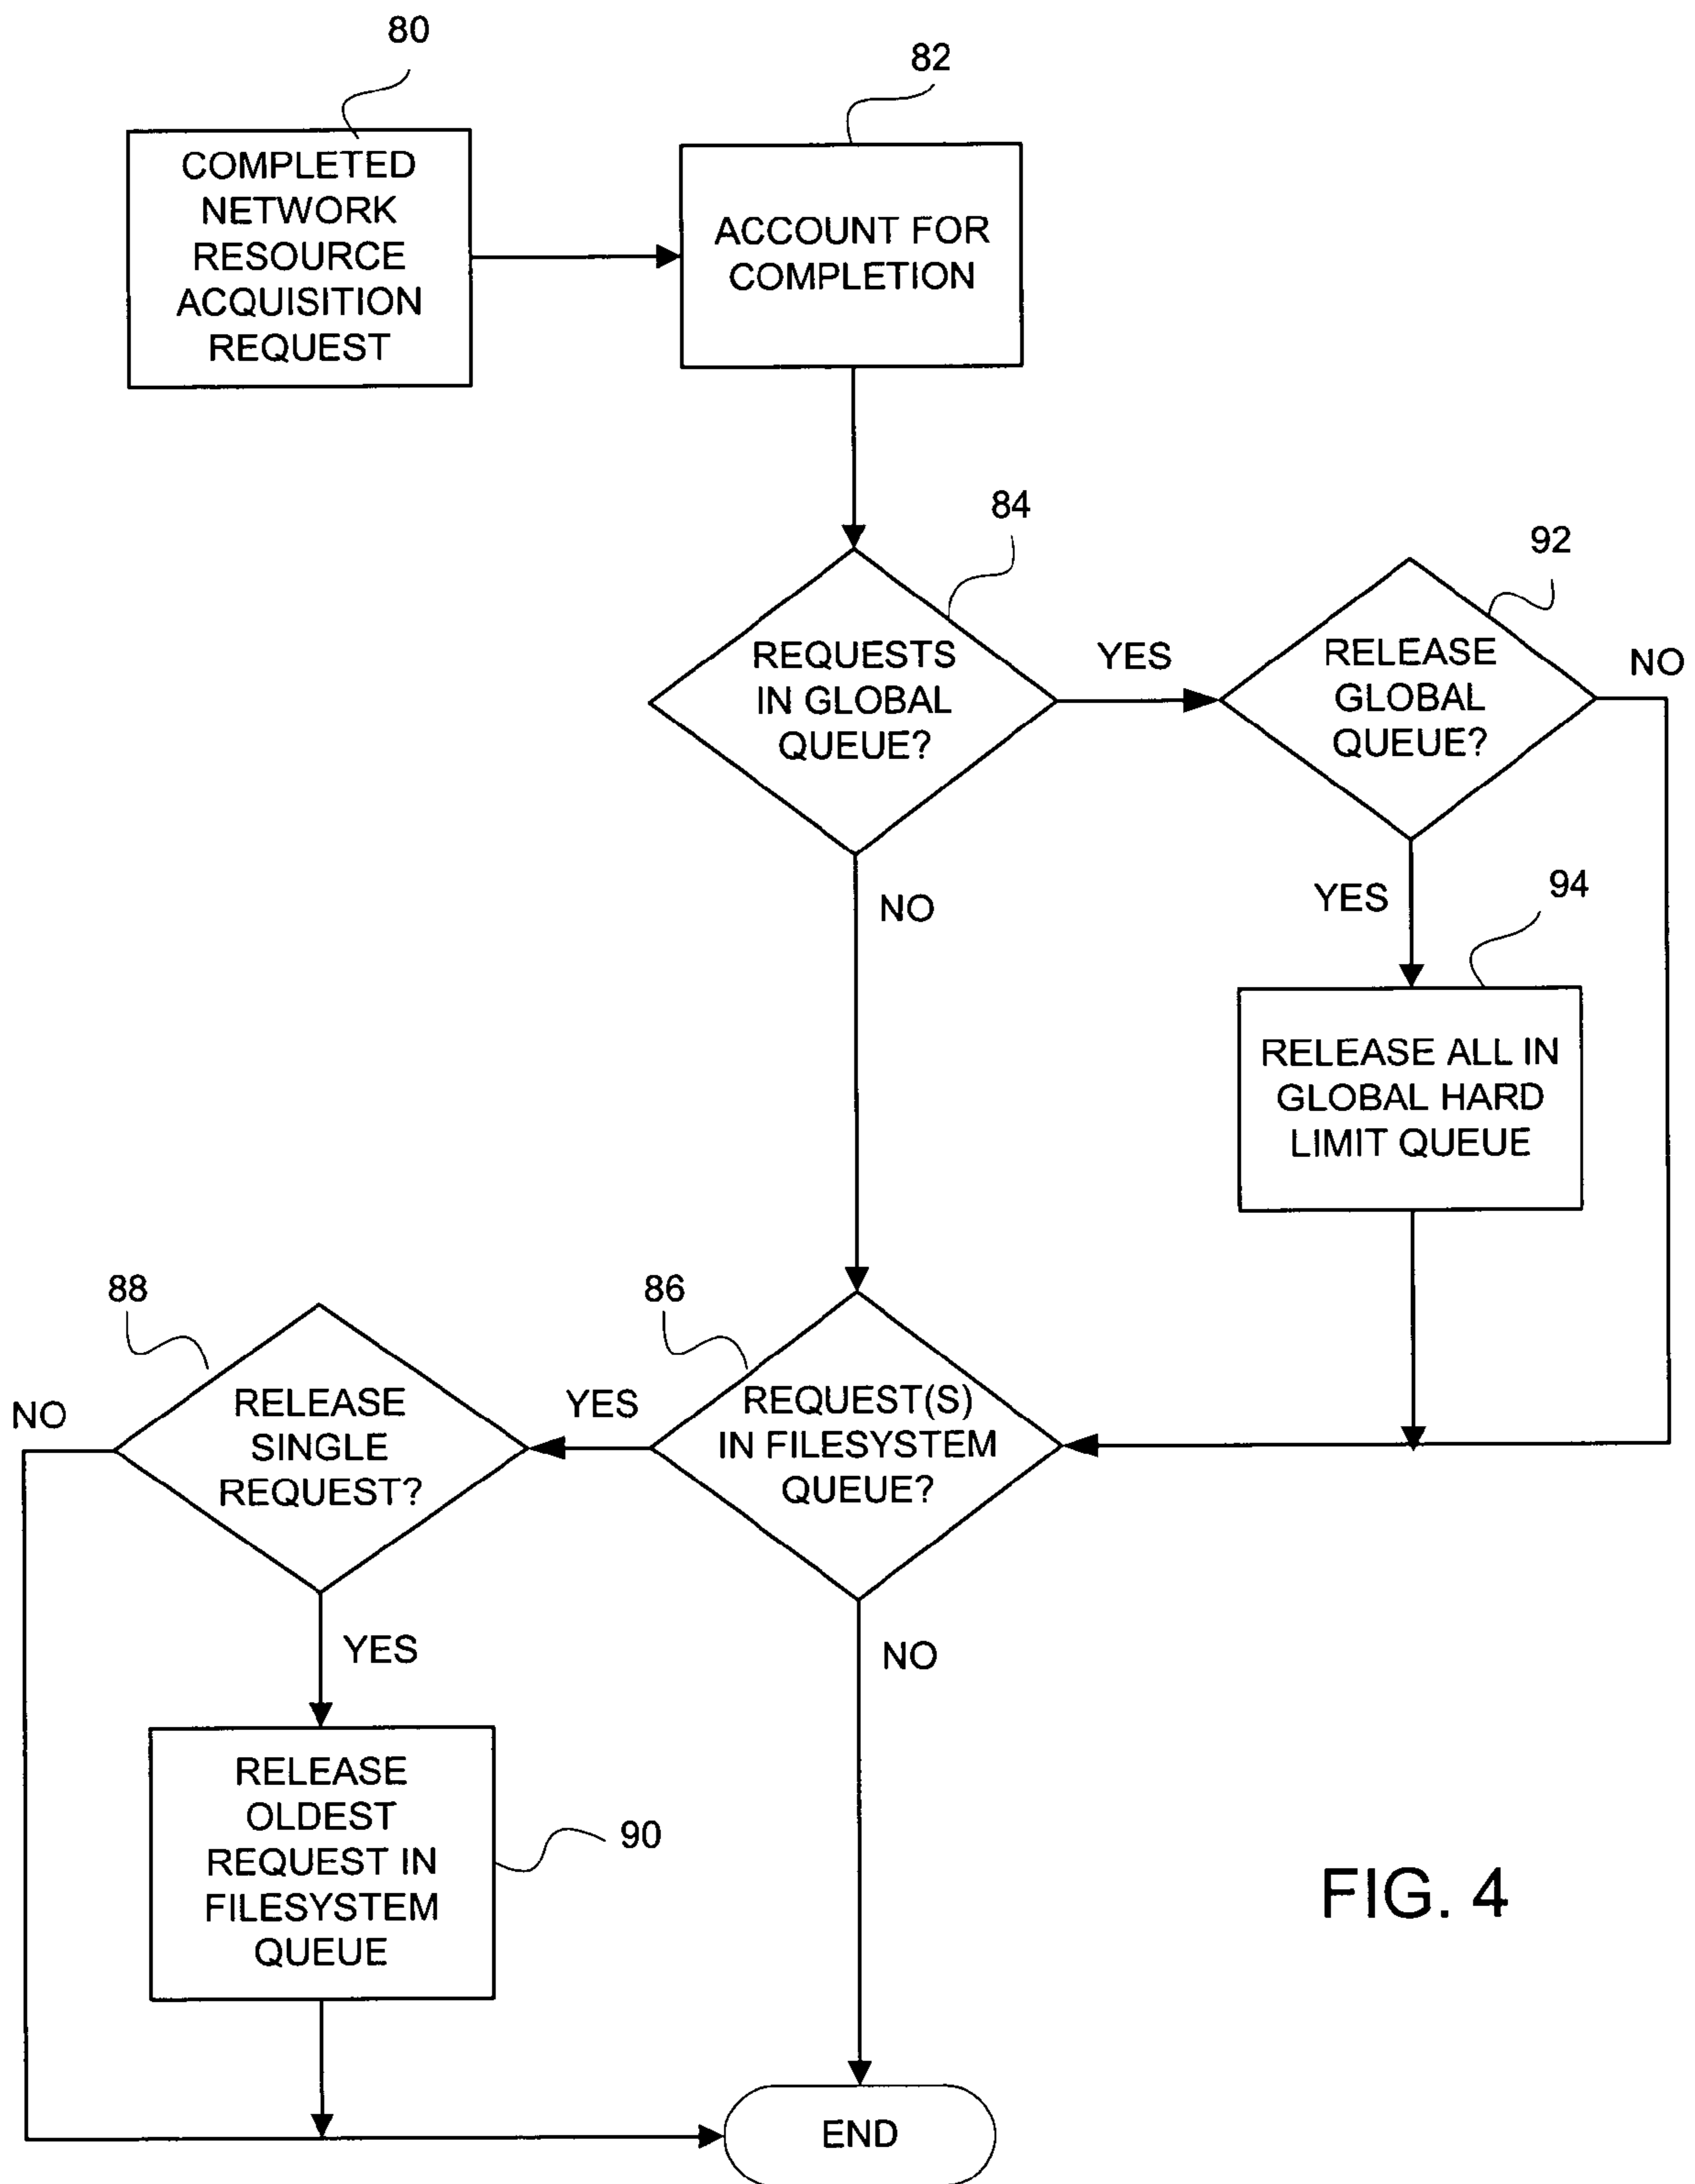 80
COMPLETED
NETWORK
RESOURCE
ACQUISITION
REQUEST
82
ACCOUNT FOR
COMPLETION
84
REQUESTS
IN GLOBAL
QUEUE?
YES
NO
92
RELEASE
GLOBAL
QUEUE?
NO
YES
94
RELEASE ALL IN
GLOBAL HARD
LIMIT QUEUE
86
REQUEST(S)
IN FILESYSTEM
QUEUE?
YES
NO
88
RELEASE
SINGLE
REQUEST?
NO
YES
RELEASE
OLDEST
REQUEST IN
FILESYSTEM
QUEUE
90
END
FIG. 4